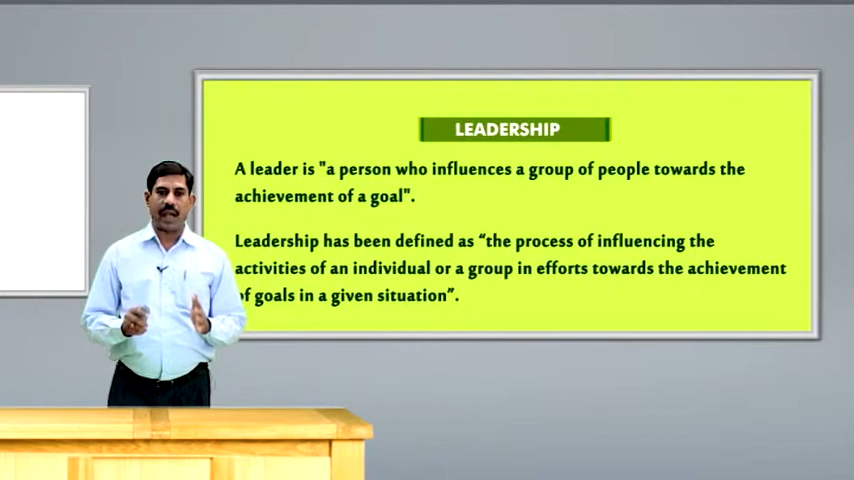 LEADERSHIP
A leader is "a person who influences a group of people towards the
achievement of a goal".
Leadership has been defined as “the process of influencing the
activities of an individual or a group in efforts towards the achievement
of goals in a given situation”.